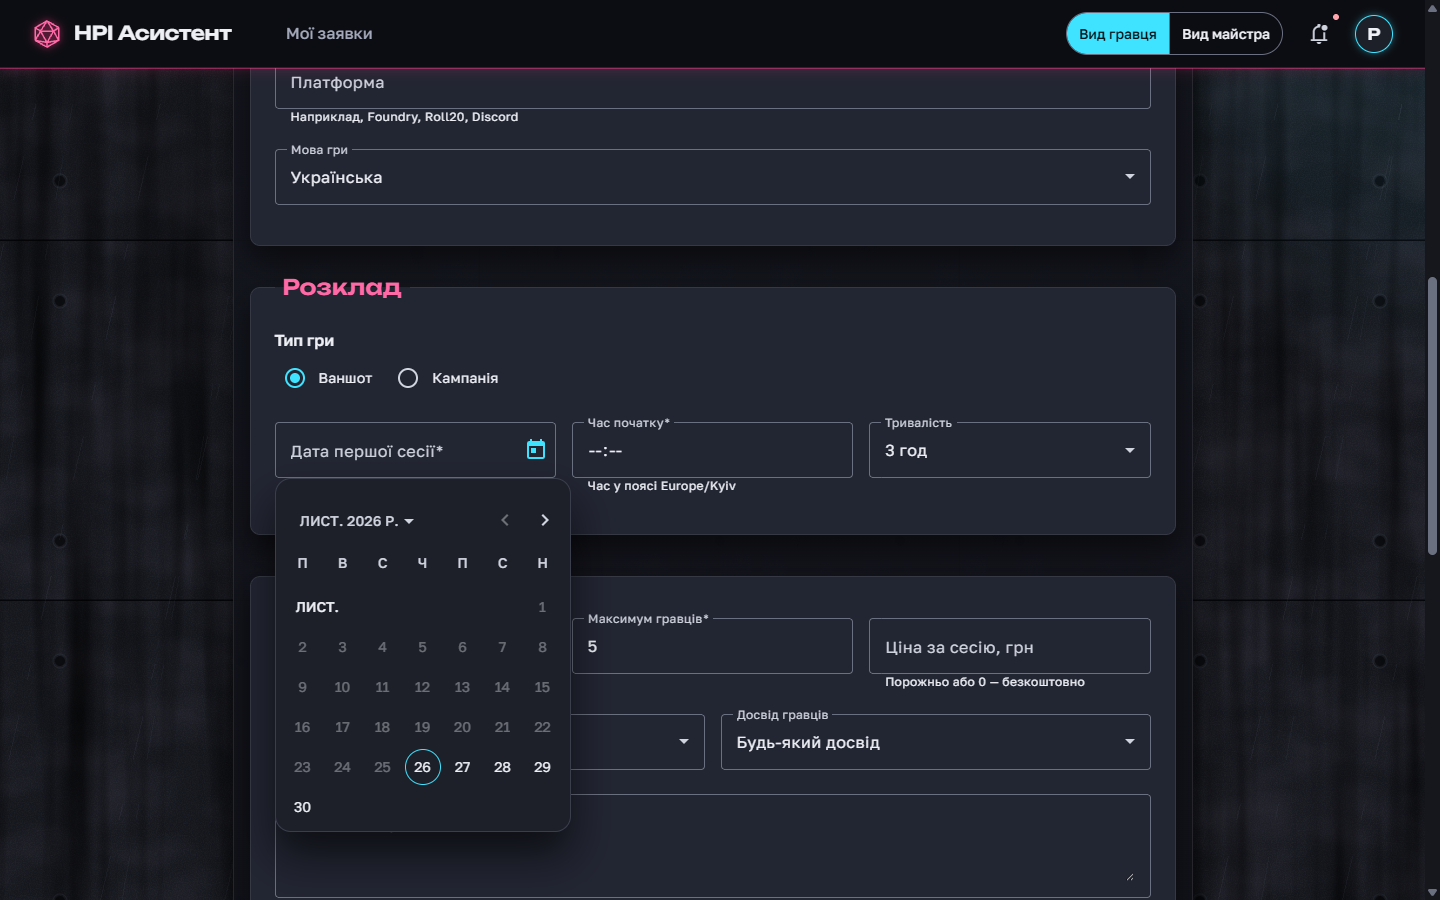 НРІ Асистент
Мої заявки
Вид гравця
Вид майстра
P
Платформа
Наприклад, Foundry, Roll20, Discord
Мова гри
Українська
Розклад
Тип гри
Ваншот
Кампанія
Дата першої сесії*
Час початку*
--:--
Час у поясі Europe/Kyiv
Тривалість
3 год
ЛИСТ. 2026 Р.
П В С Ч П С Н
ЛИСТ. 1
2 3 4 5 6 7 8
9 10 11 12 13 14 15
16 17 18 19 20 21 22
23 24 25 26 27 28 29
30
Максимум гравців*
5
Ціна за сесію, грн
Порожньо або 0 — безкоштовно
Досвід гравців
Будь-який досвід